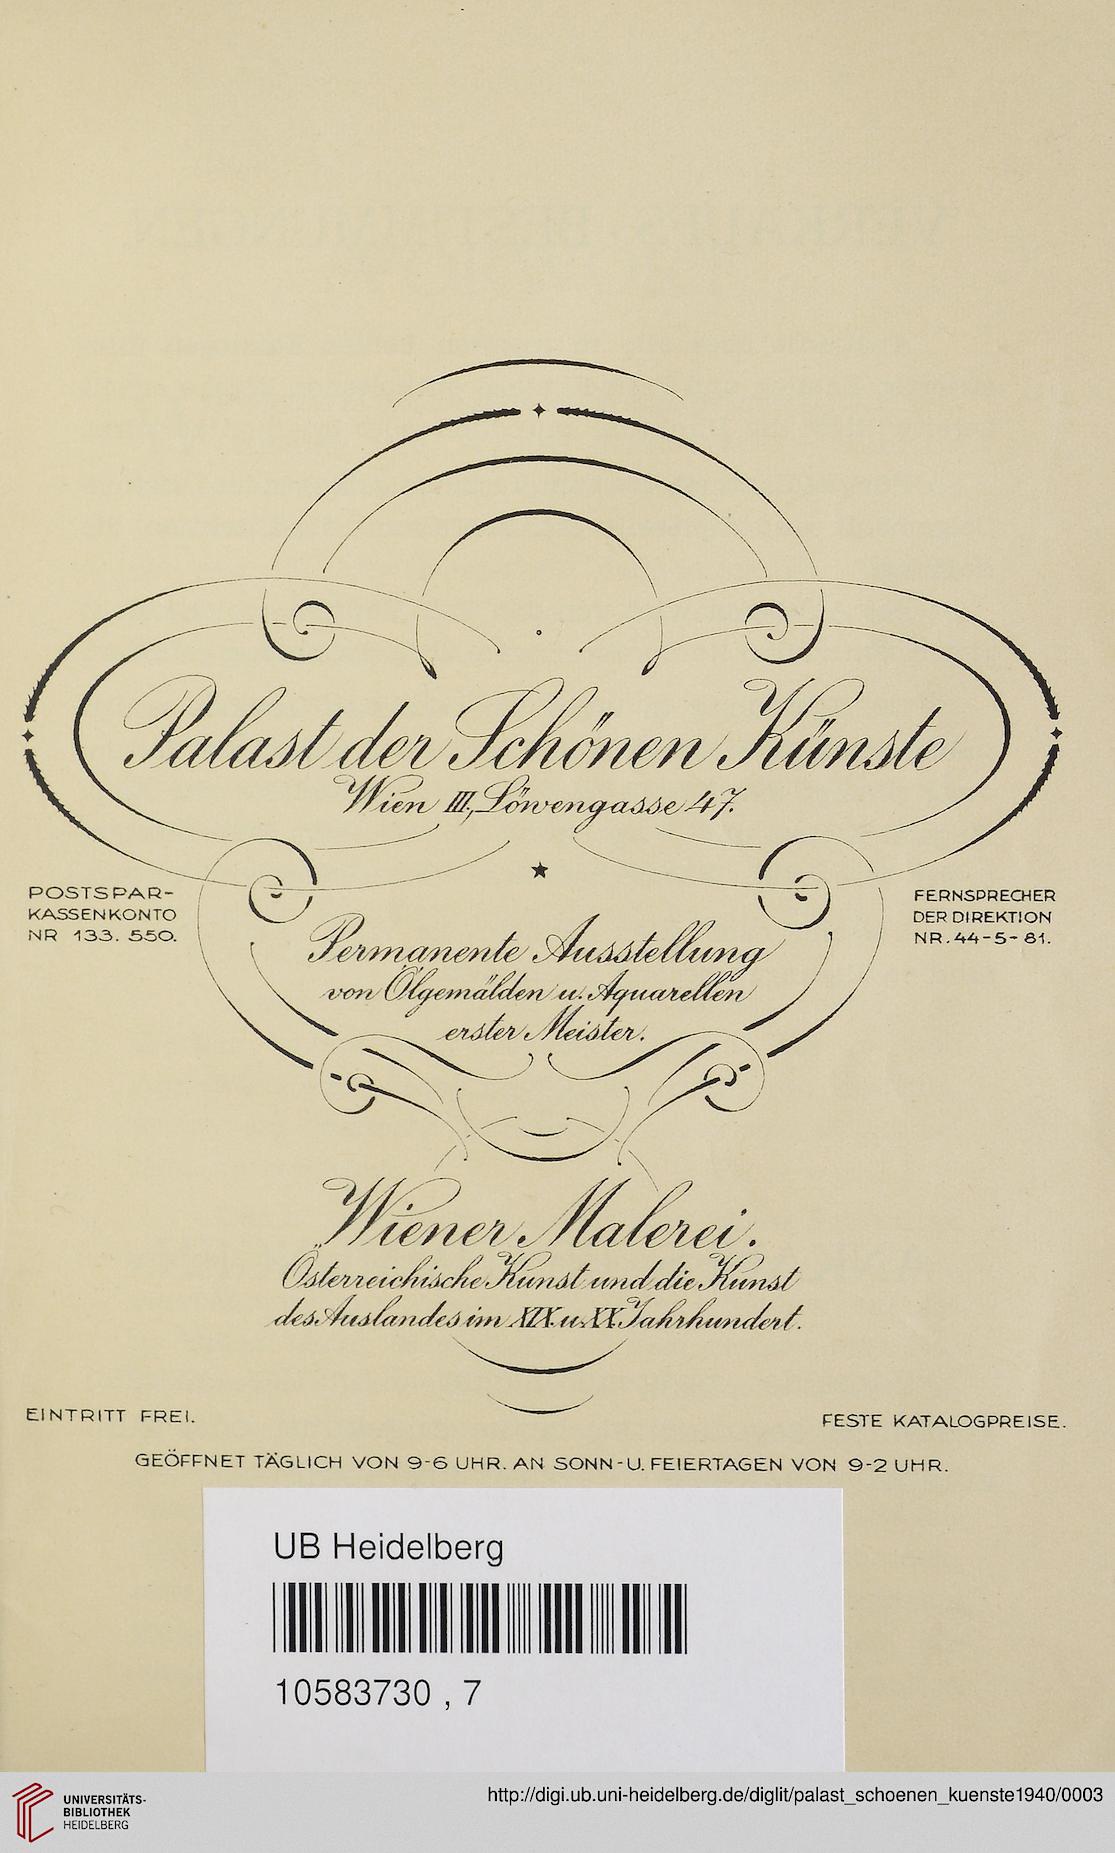 Palast der Schönen Künste
Wien III., Löwengasse 47.
POSTSPAR-
KASSENKONTO
NR 133. 550.
FERNSPRECHER
DER DIREKTION
NR. 44-5-81.
Permanente Ausstellung
von Ölgemälden u. Aquarellen
erster Meister.
Wiener Malerei.
Österreichische Kunst und die Kunst
des Auslandes im XIX. u. XX. Jahrhundert.
EINTRITT FREI.
FESTE KATALOGPREISE.
GEÖFFNET TÄGLICH VON 9-6 UHR. AN SONN-U. FEIERTAGEN VON 9-2 UHR.
UB Heidelberg
10583730 , 7
UNIVERSITÄTS-
BIBLIOTHEK
HEIDELBERG
http://digi.ub.uni-heidelberg.de/diglit/palast_schoenen_kuenste1940/0003